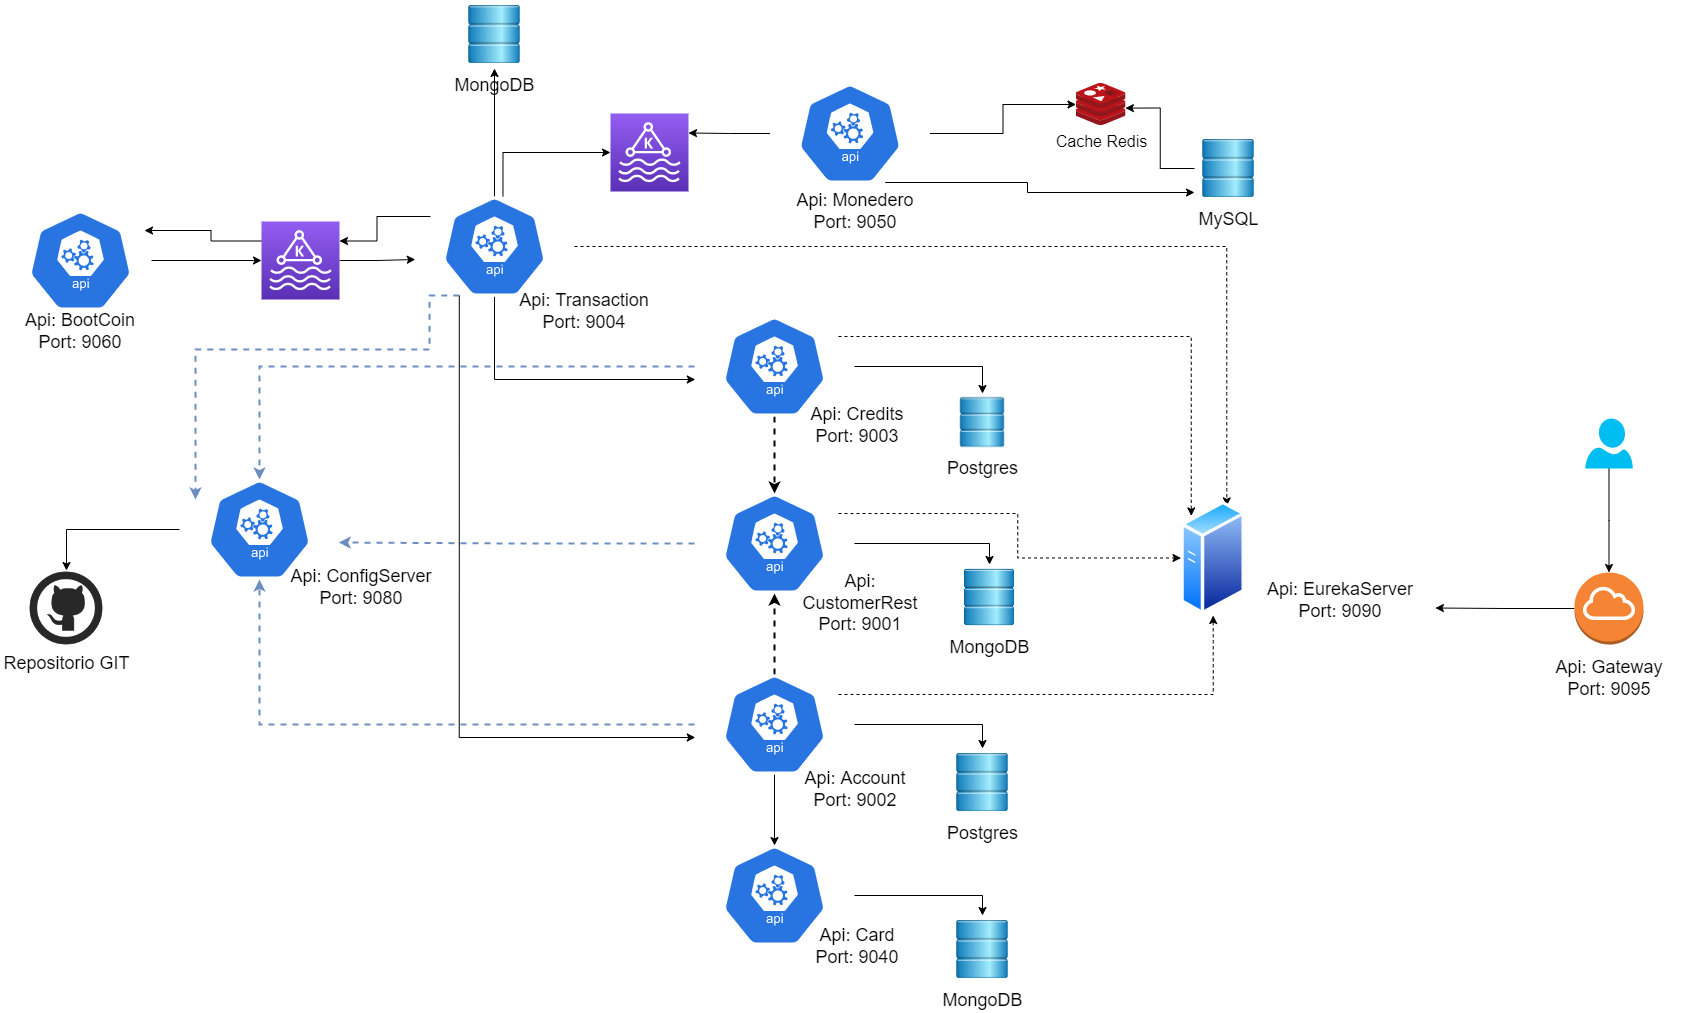 MongoDB
K
api
Cache Redis
Api: Monedero
Port: 9050
MySQL
K
api
api
Api: BootCoin
Port: 9060
Api: Transaction
Port: 9004
api
Api: Credits
Port: 9003
Postgres
api
Api: ConfigServer
Port: 9080
Repositorio GIT
api
Api:
CustomerRest
Port: 9001
MongoDB
Api: EurekaServer
Port: 9090
Api: Gateway
Port: 9095
api
Api: Account
Port: 9002
Postgres
api
Api: Card
Port: 9040
MongoDB